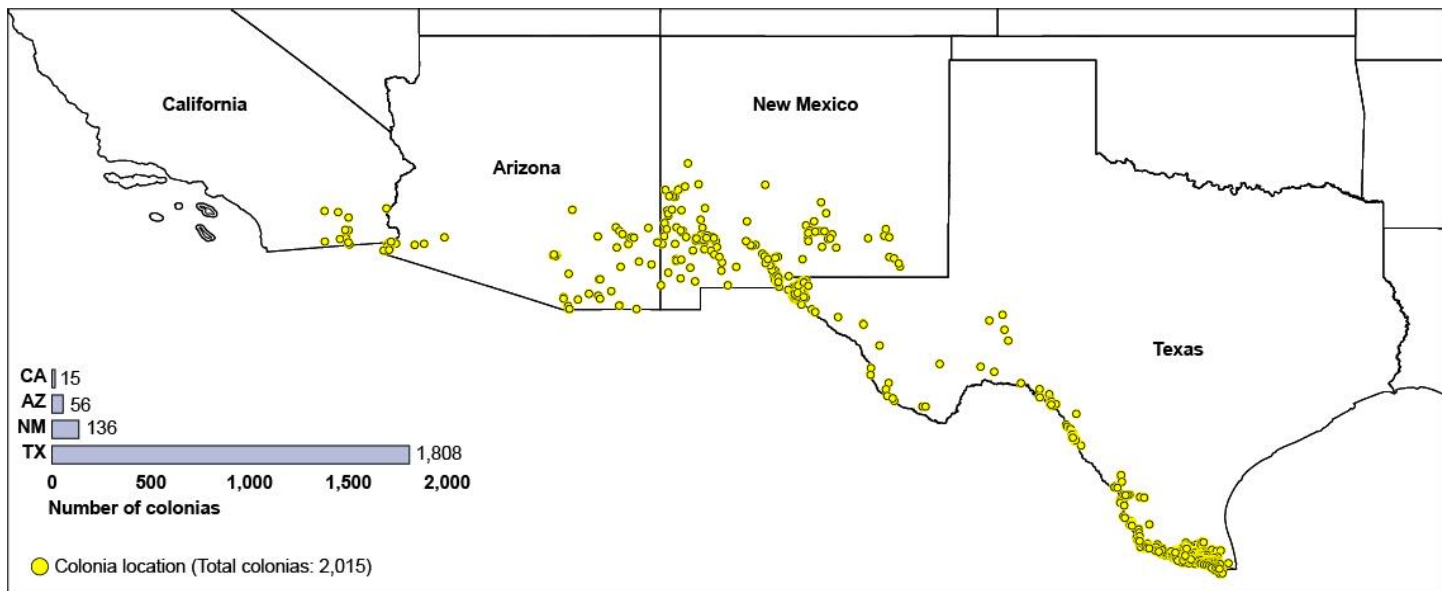 California
New Mexico
Arizona
Texas
CA 15
AZ 56
NM 136
TX 1,808
0 500 1,000 1,500 2,000
Number of colonias
Colonia location (Total colonias: 2,015)